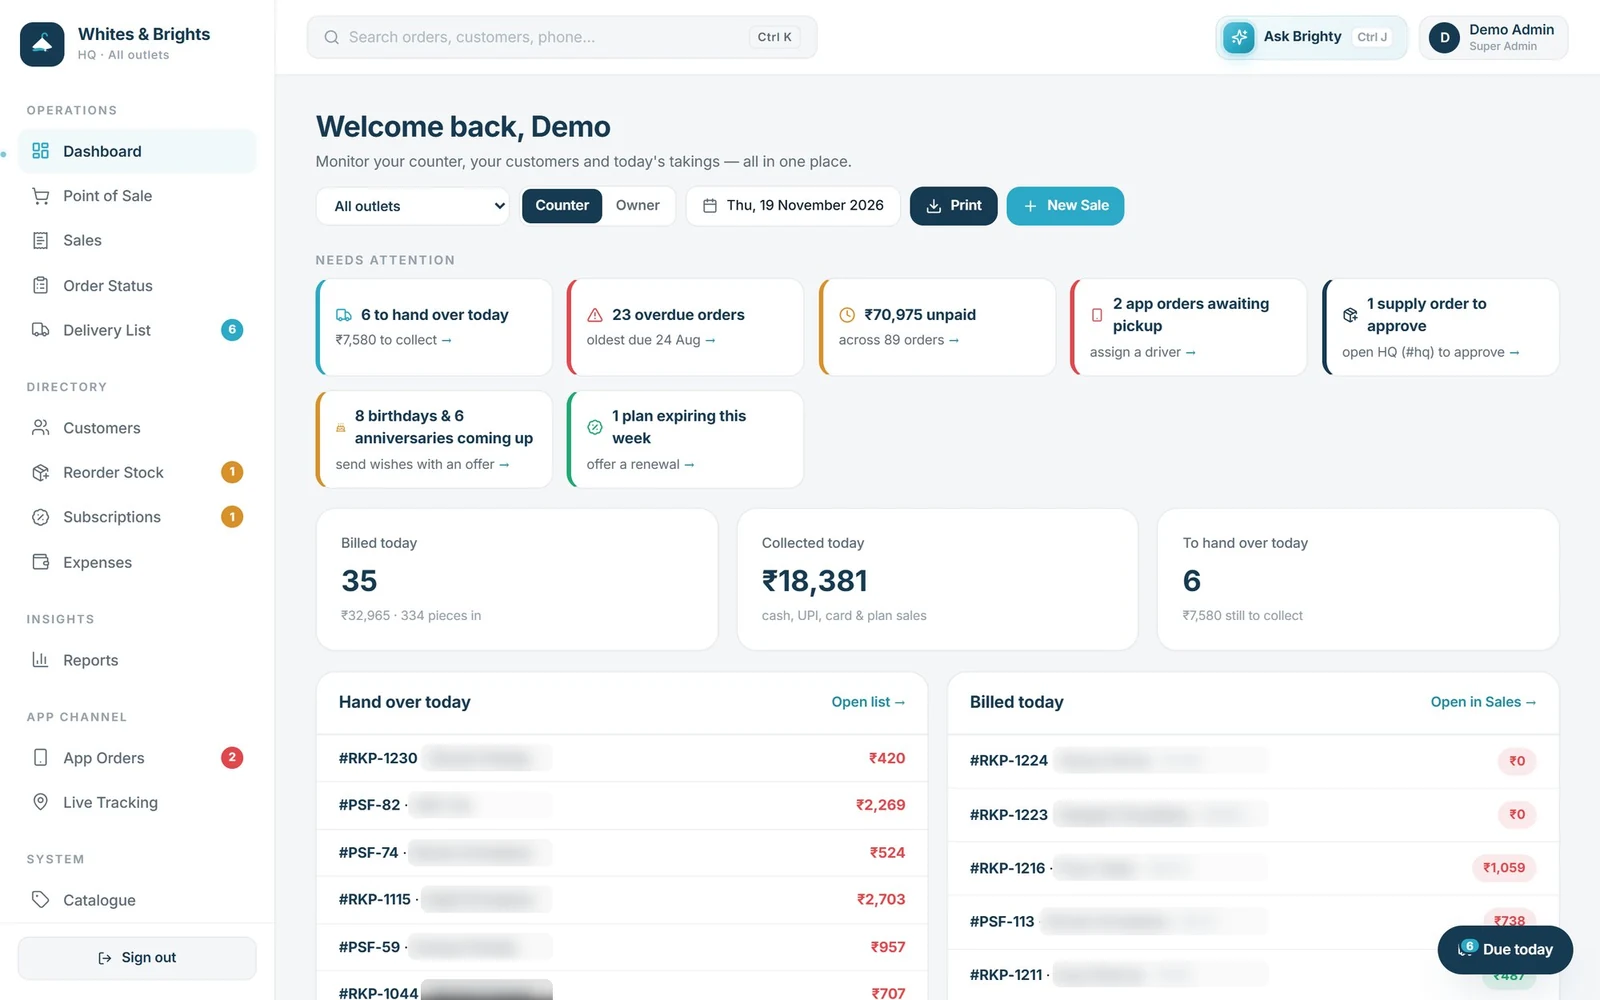 Whites & Brights
HQ · All outlets
OPERATIONS
Dashboard
Point of Sale
Sales
Order Status
Delivery List 6
DIRECTORY
Customers
Reorder Stock 1
Subscriptions 1
Expenses
INSIGHTS
Reports
APP CHANNEL
App Orders 2
Live Tracking
SYSTEM
Catalogue
Sign out
Search orders, customers, phone... Ctrl K
Ask Brighty Ctrl J
D
Demo Admin
Super Admin
Welcome back, Demo
Monitor your counter, your customers and today's takings — all in one place.
All outlets
Counter Owner
Thu, 19 November 2026
Print
New Sale
NEEDS ATTENTION
6 to hand over today
₹7,580 to collect →
23 overdue orders
oldest due 24 Aug →
₹70,975 unpaid
across 89 orders →
2 app orders awaiting
pickup
assign a driver →
1 supply order to
approve
open HQ (#hq) to approve →
8 birthdays & 6
anniversaries coming up
send wishes with an offer →
1 plan expiring this
week
offer a renewal →
Billed today
35
₹32,965 · 334 pieces in
Collected today
₹18,381
cash, UPI, card & plan sales
To hand over today
6
₹7,580 still to collect
Hand over today Open list →
#RKP-1230 ₹420
#PSF-82 · ₹2,269
#PSF-74 · ₹524
#RKP-1115 · ₹2,703
#PSF-59 · ₹957
#RKP-1044 ₹707
Billed today Open in Sales →
#RKP-1224 ₹0
#RKP-1223 ₹0
#RKP-1216 · ₹1,059
#PSF-113 ₹738
#RKP-1211 · ₹487
6 Due today